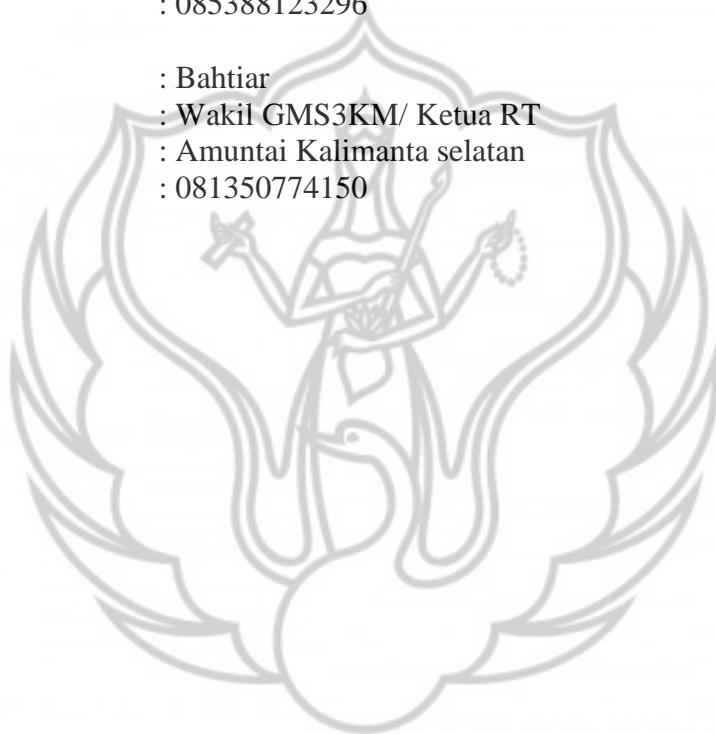 : 085388123296
: Bahtiar
: Wakil GMS3KM/ Ketua RT
: Amuntai Kalimanta selatan
: 081350774150